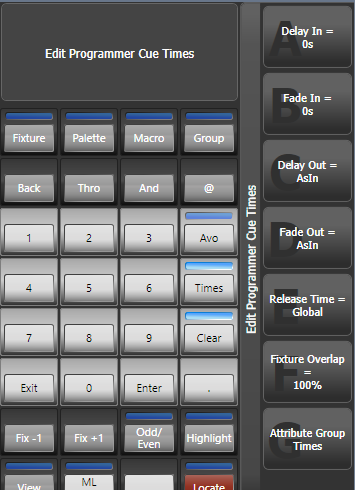 Edit Programmer Cue Times
Fixture
Palette
Macro
Group
Back
Thro
And
@
1
2
3
Avo
4
5
6
Times
7
8
9
Clear
Exit
0
Enter
.
Fix -1
Fix +1
Odd/
Even
Highlight
View
ML
Locate
Edit Programmer Cue Times
A
Delay In =
0s
B
Fade In =
0s
C
Delay Out =
AsIn
D
Fade Out =
AsIn
E
Release Time =
Global
F
Fixture Overlap
=
100%
G
Attribute Group
Times